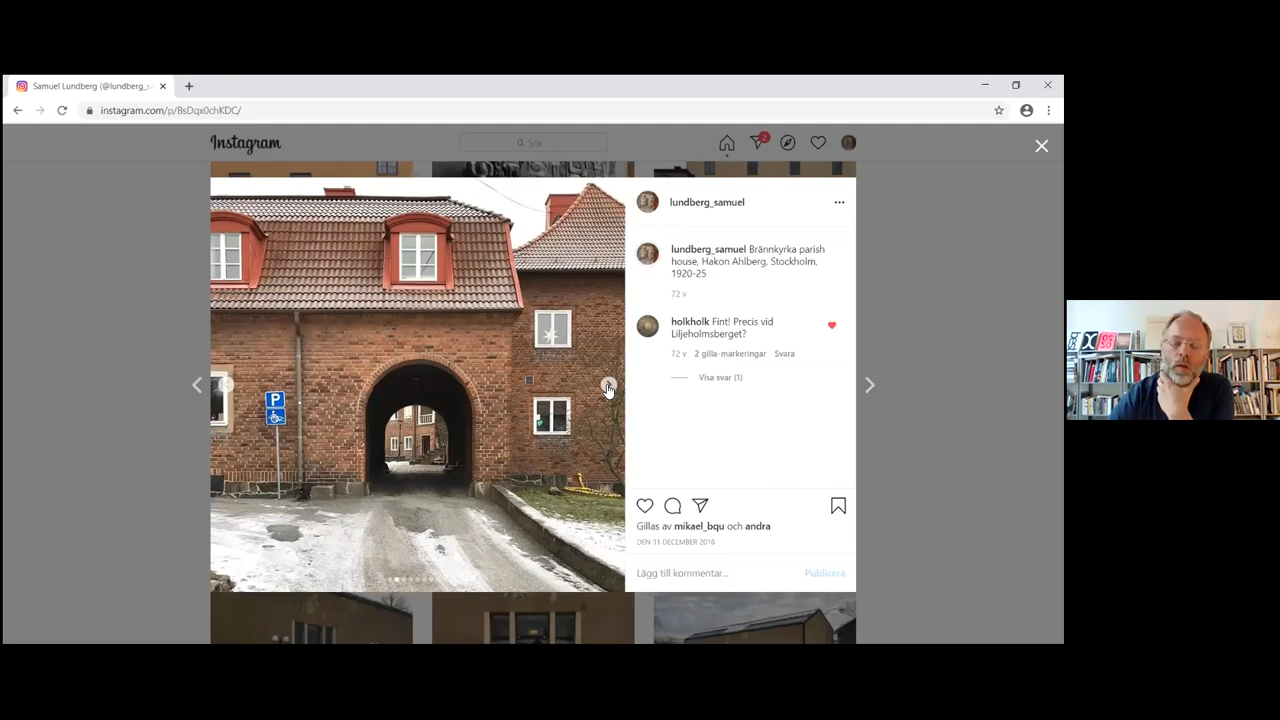 Samuel Lundberg (@lundberg_s
instagram.com/p/BsDqx0chKDC/
Instagram
Sök
2
lundberg_samuel
lundberg_samuel Brännkyrka parish
house, Hakon Ahlberg, Stockholm,
1920-25
72 v
holkholk Fint! Precis vid
Liljeholmsberget?
72 v 2 gilla-markeringar Svara
Visa svar (1)
P
Gillas av mikael_bqu och andra
DEN 31 DECEMBER 2018
Lägg till kommentar...
Publicera